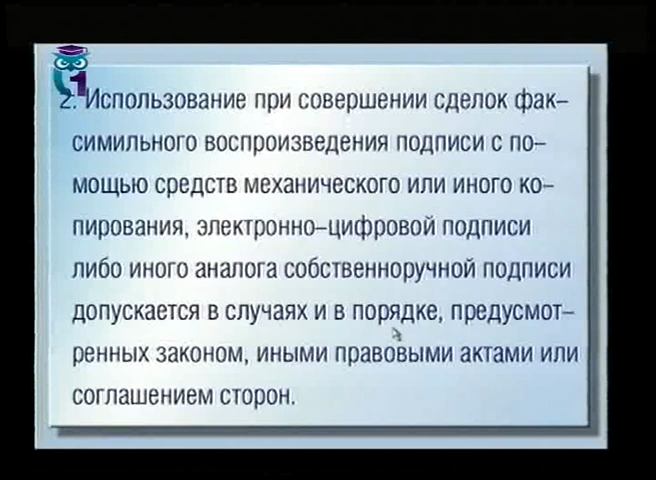 1
2. Использование при совершении сделок фак–
симильного воспроизведения подписи с по–
мощью средств механического или иного ко–
пирования, электронно–цифровой подписи
либо иного аналога собственноручной подписи
допускается в случаях и в порядке, предусмот–
ренных законом, иными правовыми актами или
соглашением сторон.